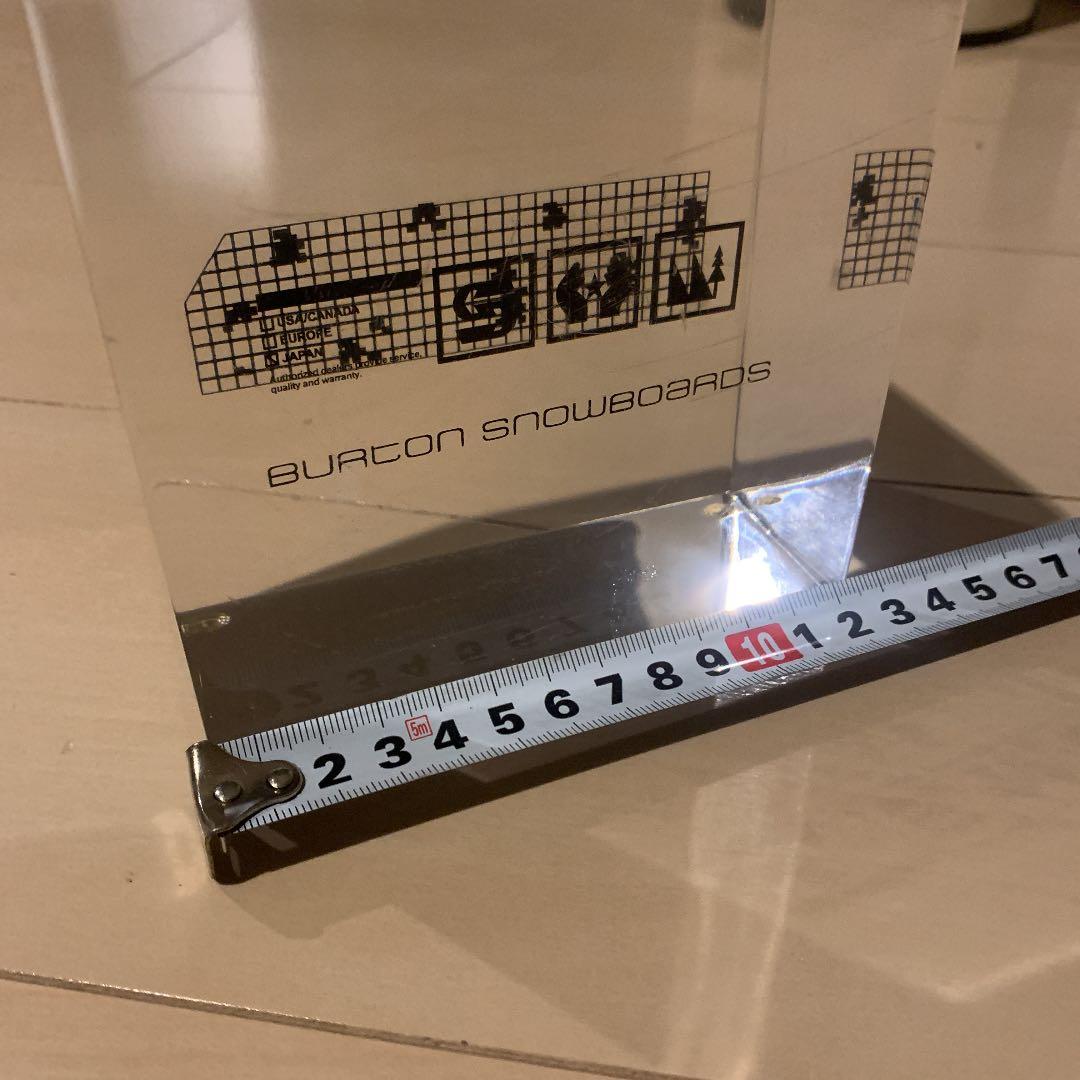 USA/CANADA
EUROPE
JAPAN
Authorized dealers provide service,
quality and warranty.
BURTON SNOWBOARDS
2 3 5m 4 5 6 7 8 9 10 1 2 3 4 5 6 7